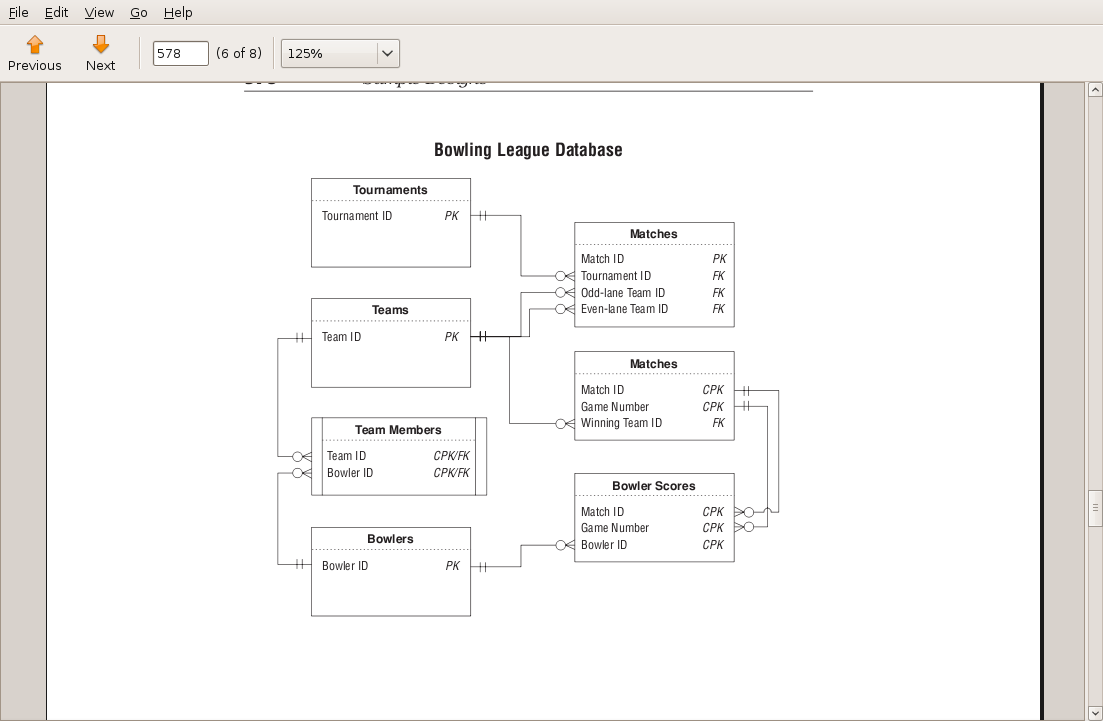 File Edit View Go Help
578 (6 of 8) 125%
Previous Next
Bowling League Database
Tournaments
Tournament ID PK
Matches
Match ID PK
Tournament ID FK
Odd-lane Team ID FK
Even-lane Team ID FK
Teams
Team ID PK
Matches
Match ID CPK
Game Number CPK
Winning Team ID FK
Team Members
Team ID CPK/FK
Bowler ID CPK/FK
Bowler Scores
Match ID CPK
Game Number CPK
Bowler ID CPK
Bowlers
Bowler ID PK